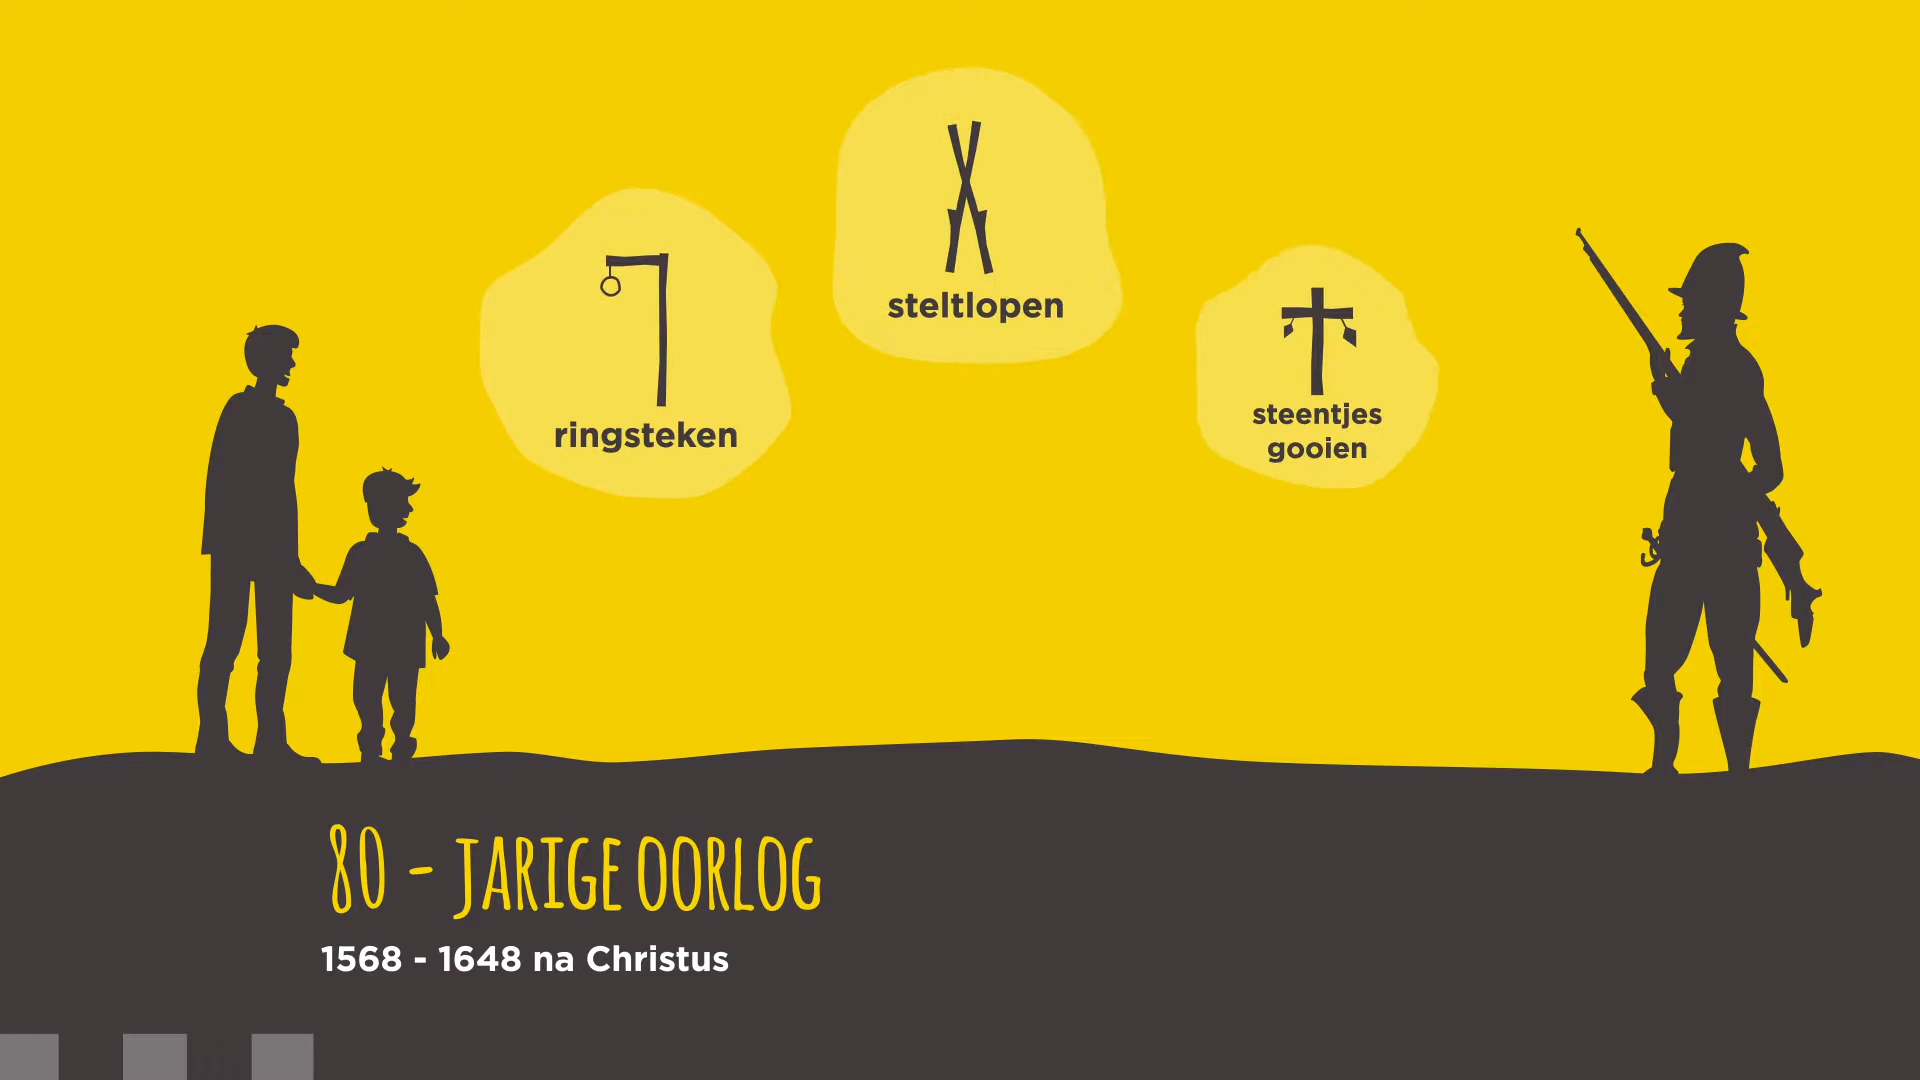 steltlopen
ringsteken
steentjes
gooien
80 - JARIGE OORLOG
1568 - 1648 na Christus